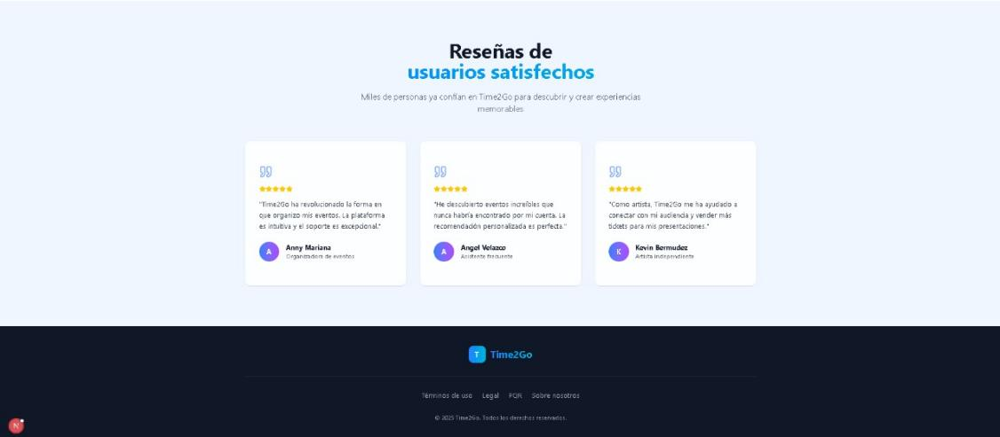 Reseñas de
usuarios satisfechos
Miles de personas ya confían en Time2Go para descubrir y crear experiencias
memorables
"Time2Go ha revolucionado la forma en
que organizo mis eventos. La plataforma
es intuitiva y el soporte es excepcional."
A
Anny Mariana
Organizadora de eventos
"He descubierto eventos increíbles que
nunca habría encontrado por mi cuenta. La
recomendación personalizada es perfecta."
A
Angel Velazco
Asistente frecuente
"Como artista, Time2Go me ha ayudado a
conectar con mi audiencia y vender más
tickets para mis presentaciones."
K
Kevin Bermudez
Artista independiente
T Time2Go
Términos de uso Legal PQR Sobre nosotros
© 2025 Time2Go. Todos los derechos reservados.
N